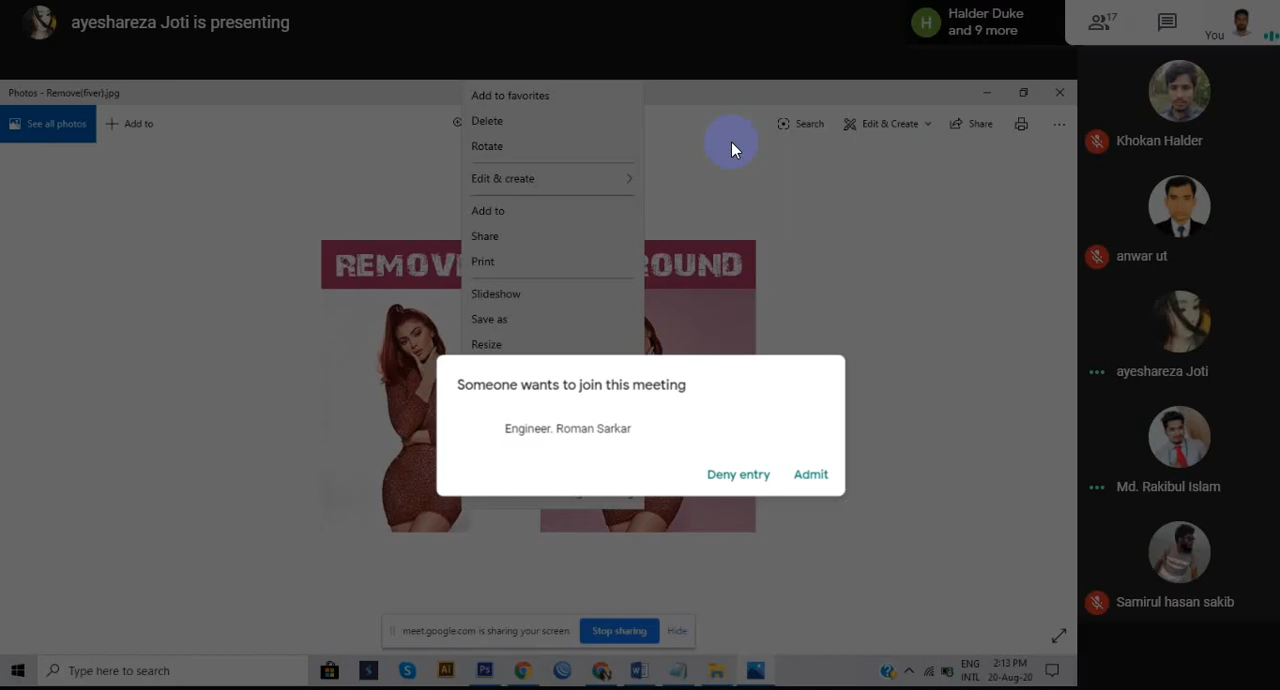 ayeshareza Joti is presenting
H
Halder Duke
and 9 more
17
You
Photos - Remove(fiver).jpg
See all photos
Add to
Search
Edit & Create
Share
Add to favorites
Delete
Rotate
Edit & create
Add to
Share
Print
Slideshow
Save as
Resize
REMOV
OUND
Someone wants to join this meeting
Engineer. Roman Sarkar
Deny entry
Admit
Khokan Halder
anwar ut
ayeshareza Joti
Md. Rakibul Islam
Samirul hasan sakib
meet.google.com is sharing your screen.
Stop sharing
Hide
Type here to search
Ai
Ps
ENG
INTL
2:13 PM
20-Aug-20